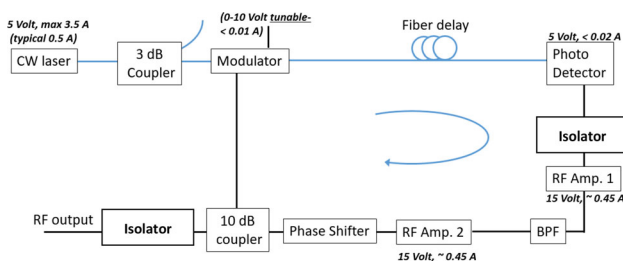 5 Volt, max 3.5 A
(typical 0.5 A)
CW laser
3 dB
Coupler
(0-10 Volt tunable-
< 0.01 A)
Modulator
Fiber delay
5 Volt, < 0.02 A
Photo
Detector
Isolator
RF Amp. 1
15 Volt, ~ 0.45 A
RF output
Isolator
10 dB
coupler
Phase Shifter
RF Amp. 2
15 Volt, ~ 0.45 A
BPF